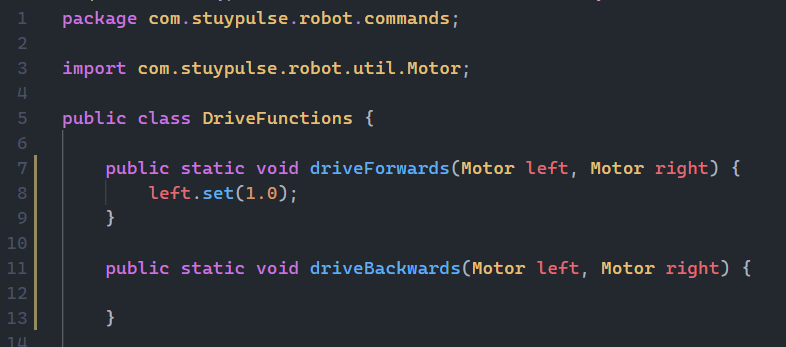 1 package com.stuypulse.robot.commands;
2
3 import com.stuypulse.robot.util.Motor;
4
5 public class DriveFunctions {
6
7 public static void driveForwards(Motor left, Motor right) {
8 left.set(1.0);
9 }
10
11 public static void driveBackwards(Motor left, Motor right) {
12
13 }
14